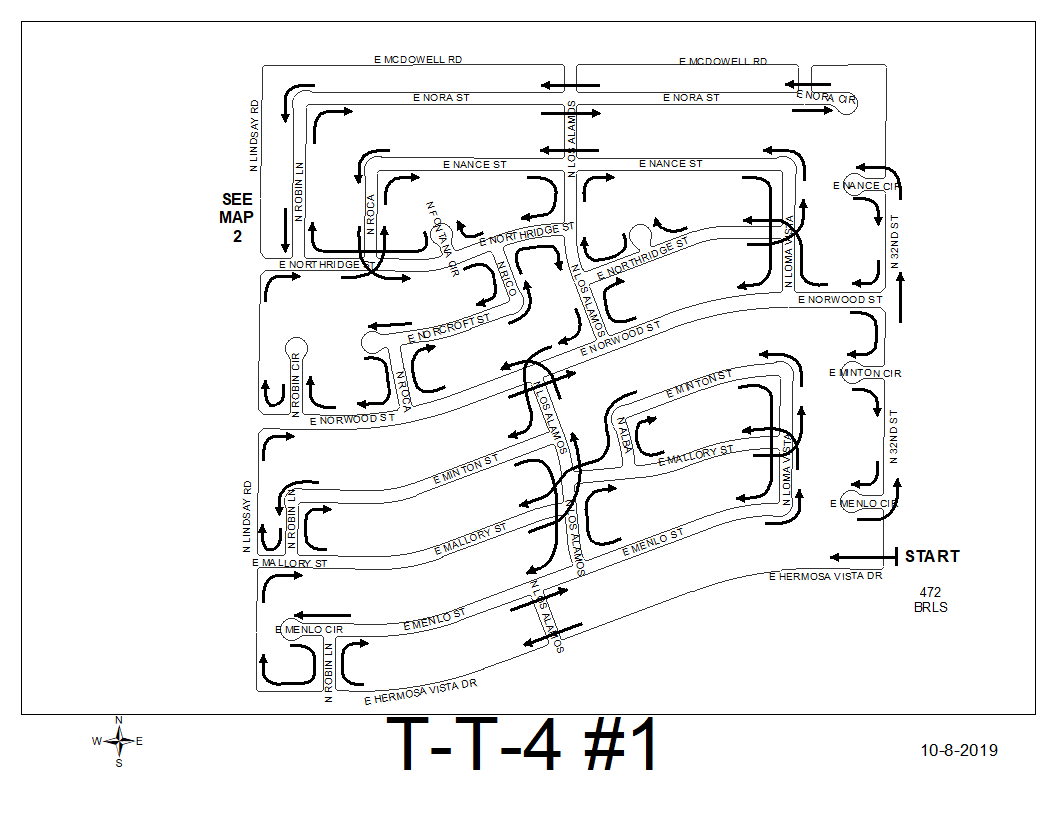 E MCDOWELL RD
E MCDOWELL RD
E NORA ST
E NORA ST
E NORA CIR
N LINDSAY RD
N LOS ALAMOS
E NANCE ST
E NANCE ST
N ROBIN LN
N ROCA
E NANCE CIR
SEE
MAP
2
N FONTANA CIR
E NORTHRIDGE ST
E NORTHRIDGE ST
E NORTHRIDGE ST
N LOMA VISTA
N 32ND ST
N RICO
N LOS ALAMOS
E NORWOOD ST
E NORCROFT ST
E NORWOOD ST
N ROBIN CIR
N ROCA
E NORWOOD ST
E MINTON CIR
E MINTON ST
N LOS ALAMOS
N ALBA
N 32ND ST
E MALLORY ST
N LOMA VISTA
E MINTON ST
N LINDSAY RD
N ROBIN LN
E MENLO CIR
N LOS ALAMOS
E MALLORY ST
E MENLO ST
E MALLORY ST
START
E HERMOSA VISTA DR
472
BRLS
N LOS ALAMOS
E MENLO ST
E MENLO CIR
N ROBIN LN
E HERMOSA VISTA DR
N
W E
S
T-T-4 #1
10-8-2019